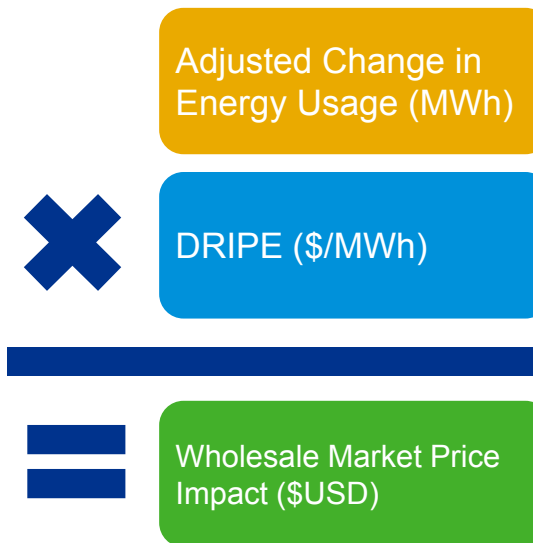 Adjusted Change in
Energy Usage (MWh)
DRIPE ($/MWh)
Wholesale Market Price
Impact ($USD)